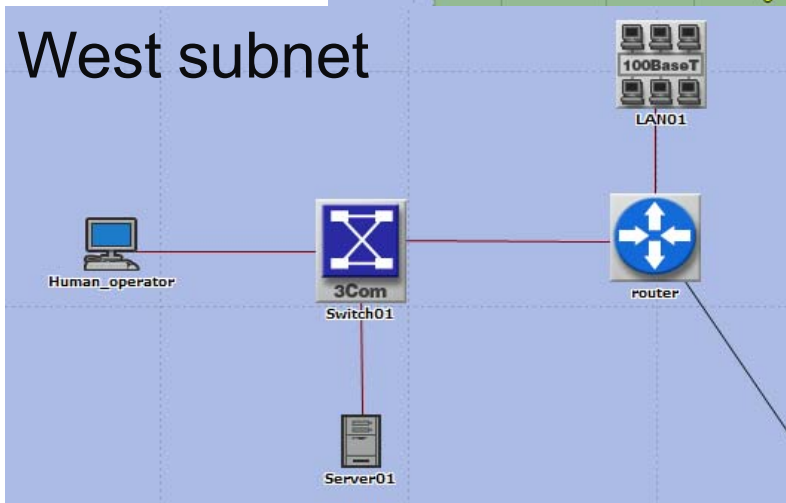 West subnet
100BaseT
LAN01
Human_operator
3Com
Switch01
router
Server01